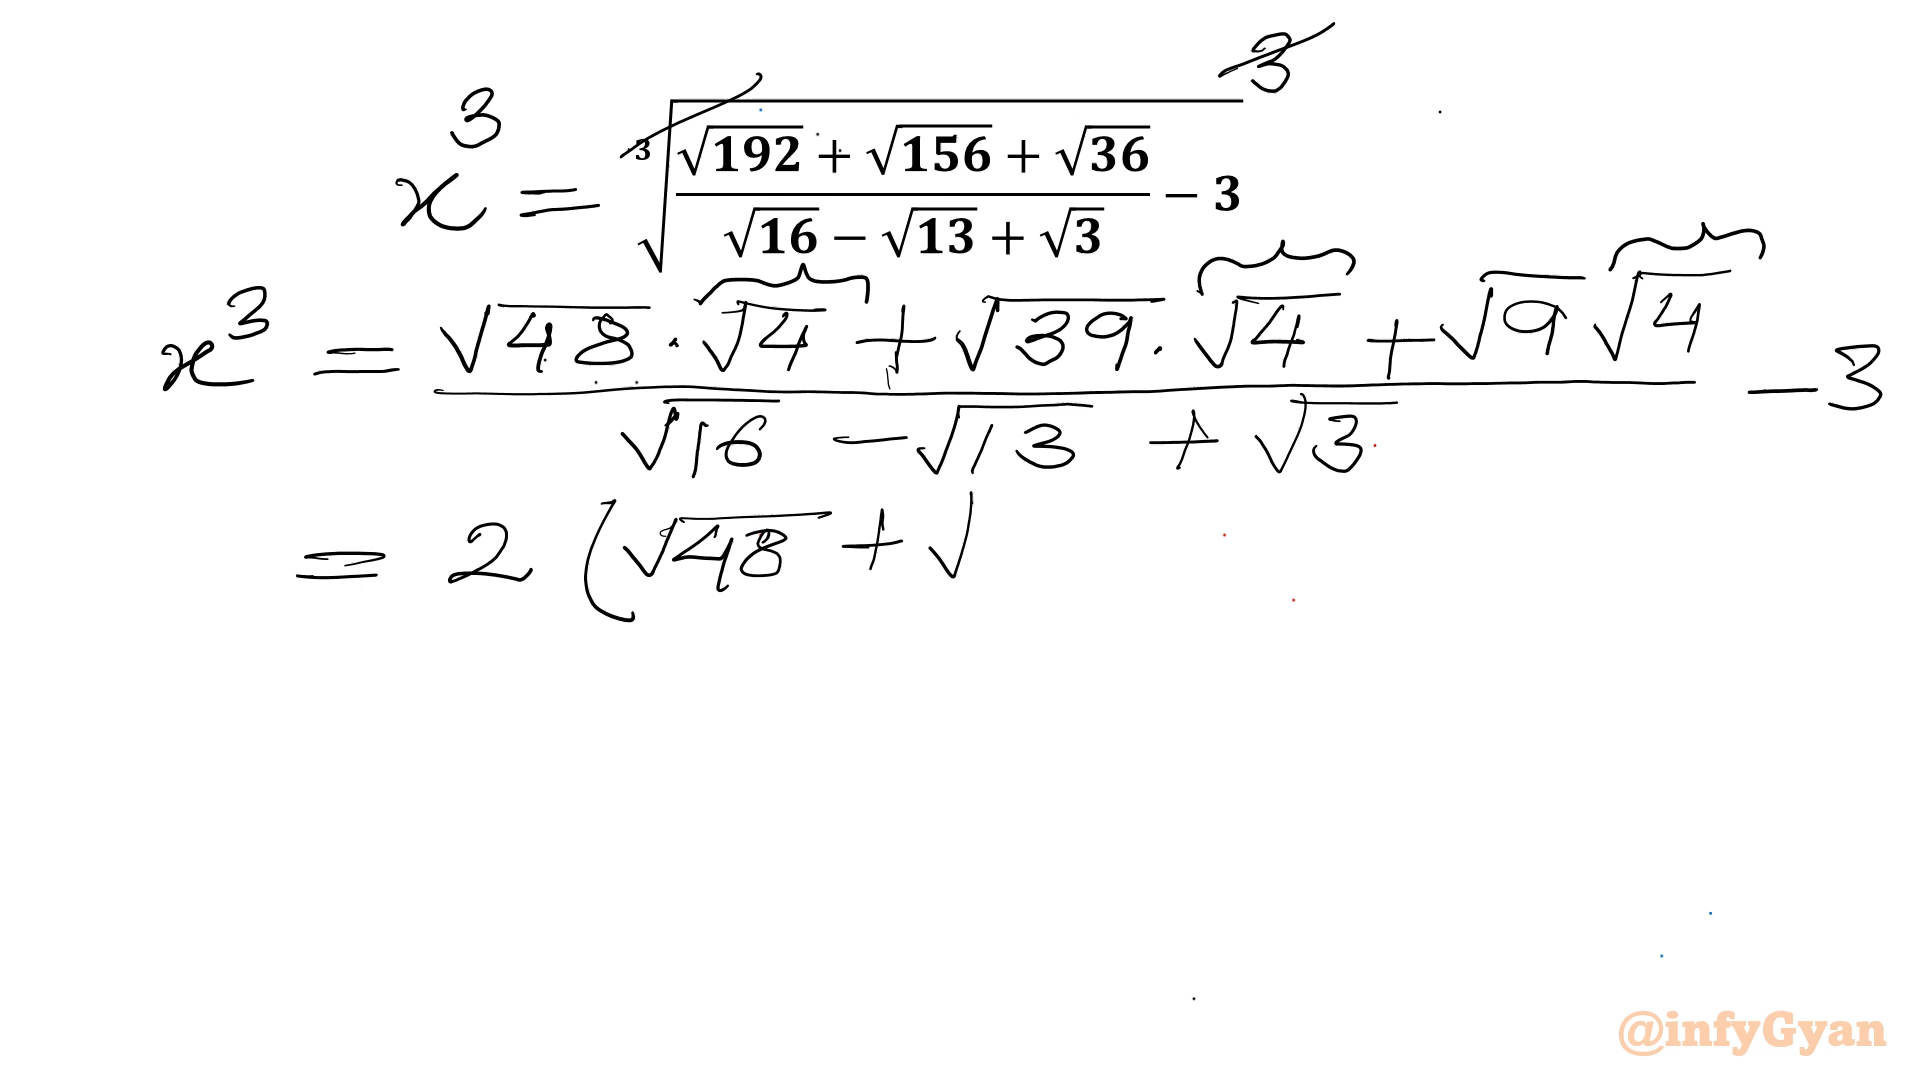 x³ = ∛((√192 + √156 + √36)/(√16 − √13 + √3) − 3)³
x³ = (√48 · √4 + √39 · √4 + √9 √4)/(√16 − √13 + √3) − 3
= 2 (√48 + √
@infyGyan